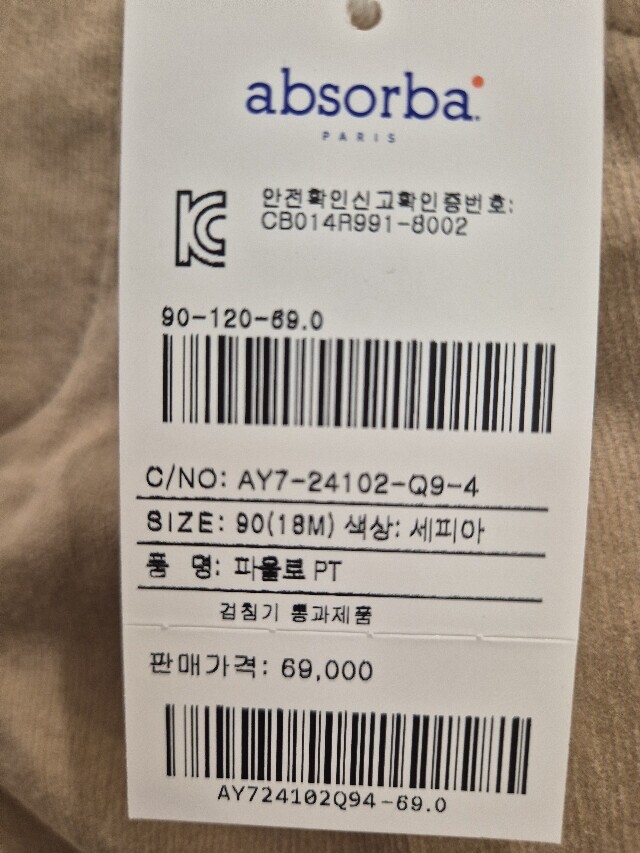 absorba.
PARIS
안전확인신고확인증번호:
CB014R991-8002
90-120-69.0
C/NO: AY7-24102-Q9-4
SIZE: 90(18M) 색상: 세피아
품 명: 파울로 PT
검침기 통과제품
판매가격: 69,000
AY724102Q94-69.0